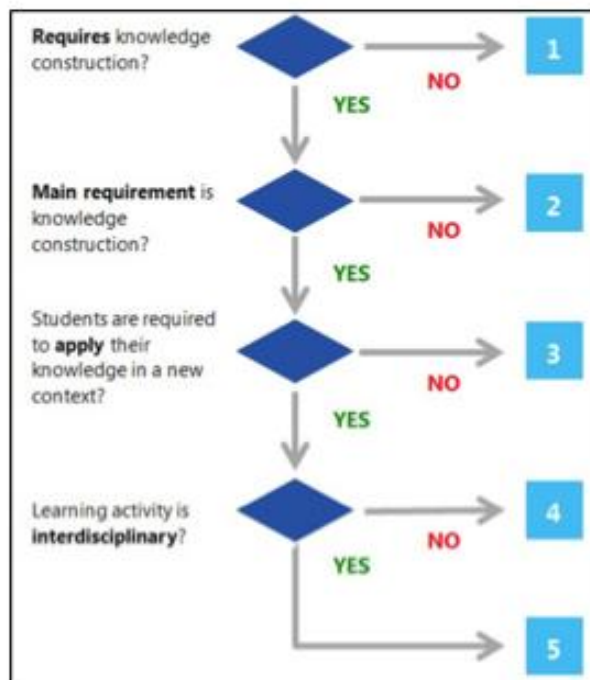 Requires knowledge
construction?
1
NO
YES
Main requirement is
knowledge
construction?
2
NO
YES
Students are required
to apply their
knowledge in a new
context?
3
NO
YES
Learning activity is
interdisciplinary?
4
NO
YES
5